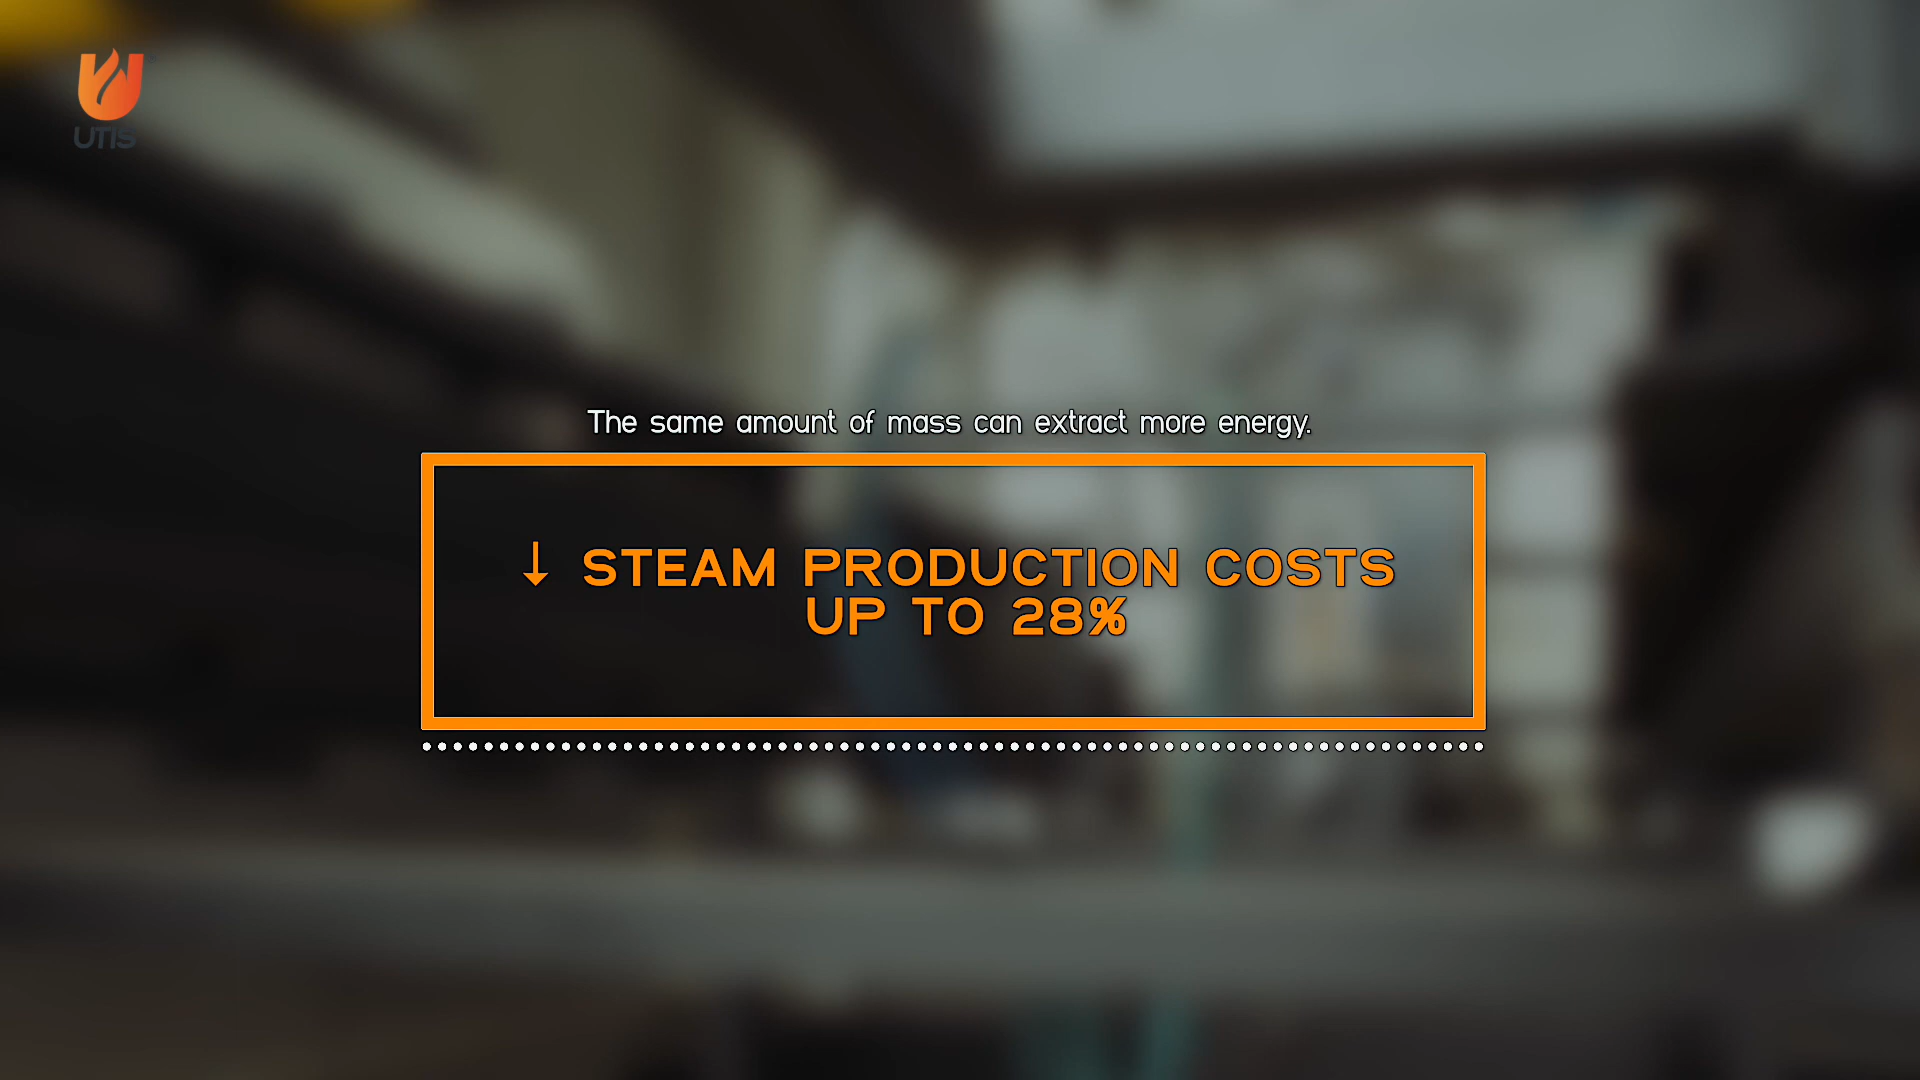 UTIS
The same amount of mass can extract more energy.
↓ STEAM PRODUCTION COSTS
UP TO 28%